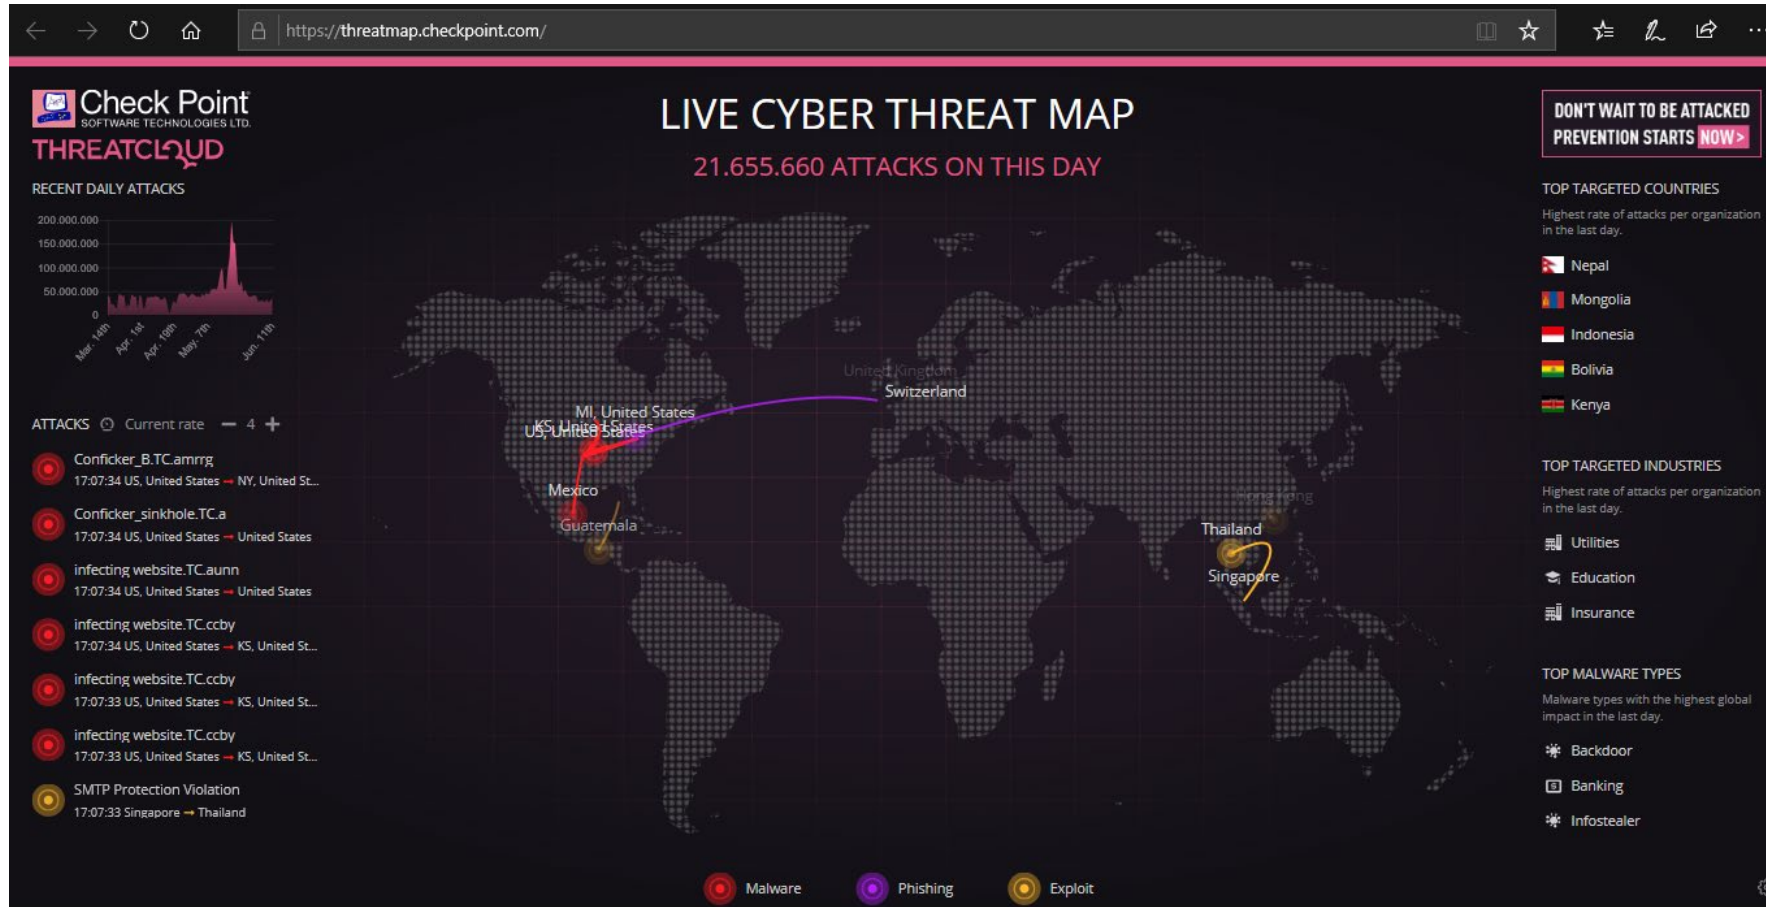 https://threatmap.checkpoint.com/
Check Point
SOFTWARE TECHNOLOGIES LTD.
THREATCLOUD
RECENT DAILY ATTACKS
200.000.000
150.000.000
100.000.000
50.000.000
0
Mar. 14th
Apr. 1st
Apr. 19th
May. 7th
Jun. 11th
ATTACKS Current rate — 4 +
Conficker_B.TC.amrrg
17:07:34 US, United States → NY, United St...
Conficker_sinkhole.TC.a
17:07:34 US, United States → United States
infecting website.TC.aunn
17:07:34 US, United States → United States
infecting website.TC.ccby
17:07:34 US, United States → KS, United St...
infecting website.TC.ccby
17:07:33 US, United States → KS, United St...
infecting website.TC.ccby
17:07:33 US, United States → KS, United St...
SMTP Protection Violation
17:07:33 Singapore → Thailand
LIVE CYBER THREAT MAP
21.655.660 ATTACKS ON THIS DAY
United Kingdom
Switzerland
MI, United States
KS, United States
US, United States
Mexico
Guatemala
Hong Kong
Thailand
Singapore
Malware
Phishing
Exploit
DON'T WAIT TO BE ATTACKED
PREVENTION STARTS NOW>
TOP TARGETED COUNTRIES
Highest rate of attacks per organization
in the last day.
Nepal
Mongolia
Indonesia
Bolivia
Kenya
TOP TARGETED INDUSTRIES
Highest rate of attacks per organization
in the last day.
Utilities
Education
Insurance
TOP MALWARE TYPES
Malware types with the highest global
impact in the last day.
Backdoor
Banking
Infostealer